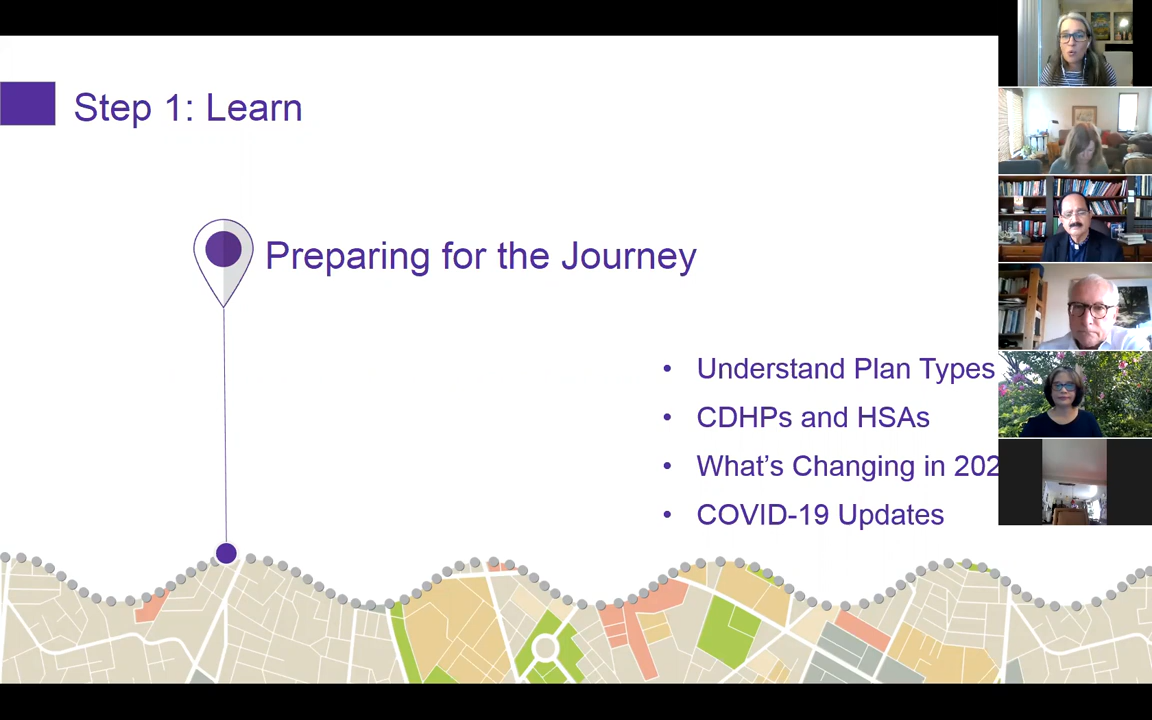 Step 1: Learn
Preparing for the Journey
• Understand Plan Types
• CDHPs and HSAs
• What’s Changing in 202
• COVID-19 Updates